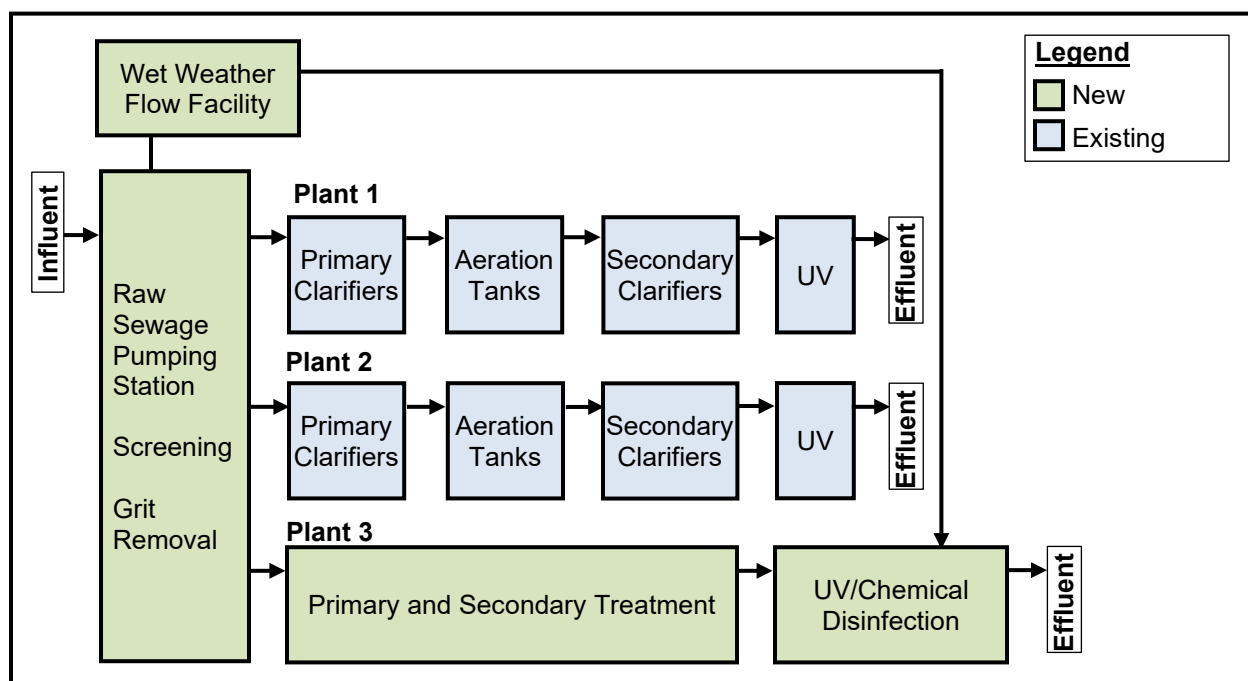 Wet Weather
Flow Facility
Legend
New
Existing
Influent
Raw
Sewage
Pumping
Station
Screening
Grit
Removal
Plant 1
Primary
Clarifiers
Aeration
Tanks
Secondary
Clarifiers
UV
Effluent
Plant 2
Primary
Clarifiers
Aeration
Tanks
Secondary
Clarifiers
UV
Effluent
Plant 3
Primary and Secondary Treatment
UV/Chemical
Disinfection
Effluent